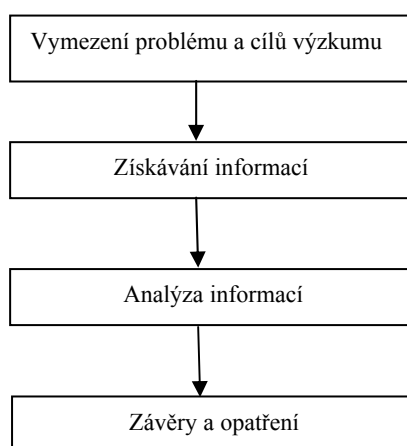 Vymezení problému a cílů výzkumu
Získávání informací
Analýza informací
Závěry a opatření